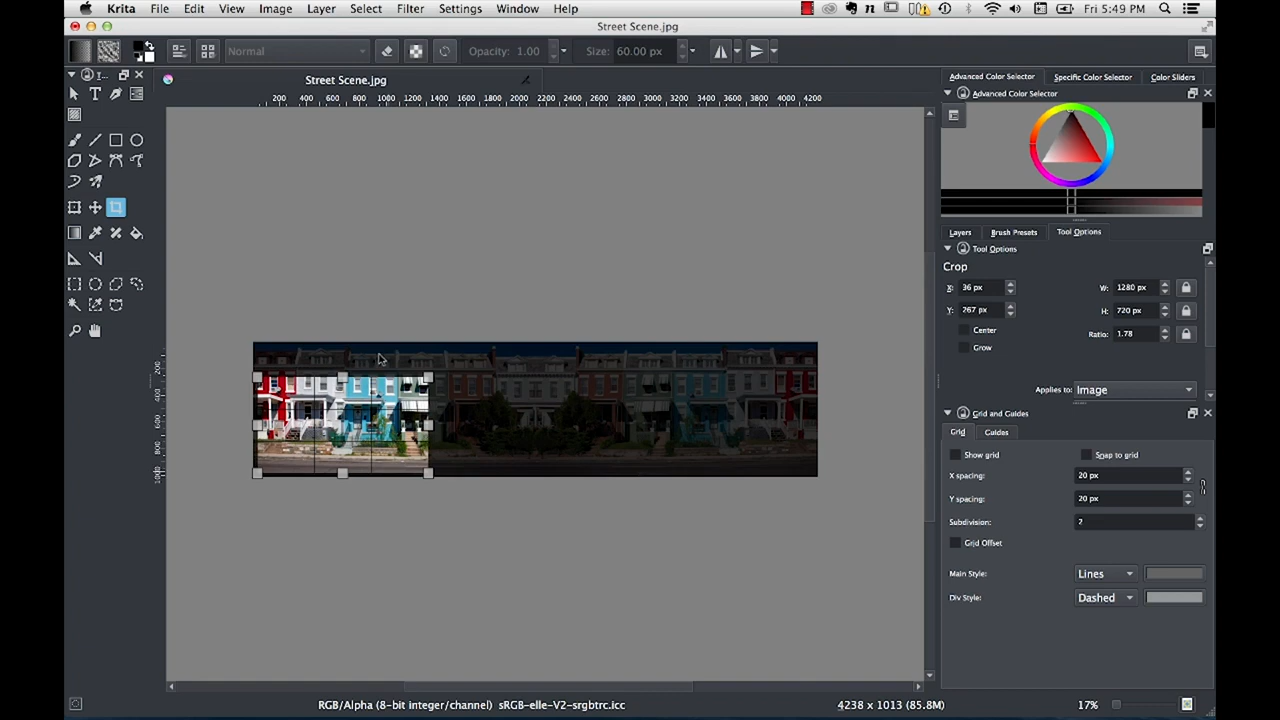 Krita File Edit View Image Layer Select Filter Settings Window Help Fri 5:49 PM
Street Scene.jpg
Normal Opacity: 1.00 Size: 60.00 px
Street Scene.jpg
200 400 600 800 1000 1200 1400 1600 1800 2000 2200 2400 2600 2800 3000 3200 3400 3600 3800 4000 4200
200
400
600
800
1000
Advanced Color Selector Specific Color Selector Color Sliders
Advanced Color Selector
Layers Brush Presets Tool Options
Tool Options
Crop
X: 36 px W: 1280 px
Y: 267 px H: 720 px
Center Ratio: 1.78
Grow
Applies to: Image
Grid and Guides
Grid Guides
Show grid Snap to grid
X spacing: 20 px
Y spacing: 20 px
Subdivision: 2
Grid Offset
Main Style: Lines
Div Style: Dashed
RGB/Alpha (8-bit integer/channel) sRGB-elle-V2-srgbtrc.icc 4238 x 1013 (85.8M) 17%